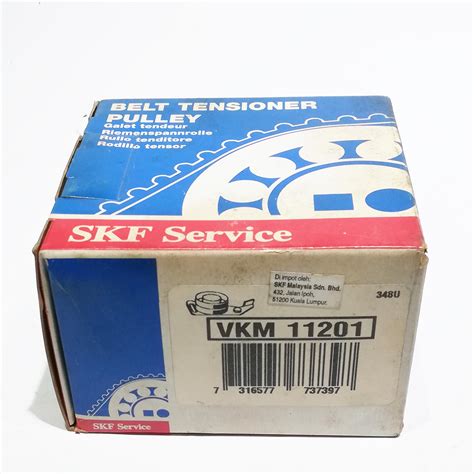 BELT TENSIONER
PULLEY
Galet tendeur
Riemenspannrolle
Rullo tenditore
Rodillo tensor
SKF Service
Di impot oleh:
SKF Malaysia Sdn. Bhd.
432, Jalan Ipoh,
51200 Kuala Lumpur.
348U
VKM 11201
7 316577 737397
SKF Service